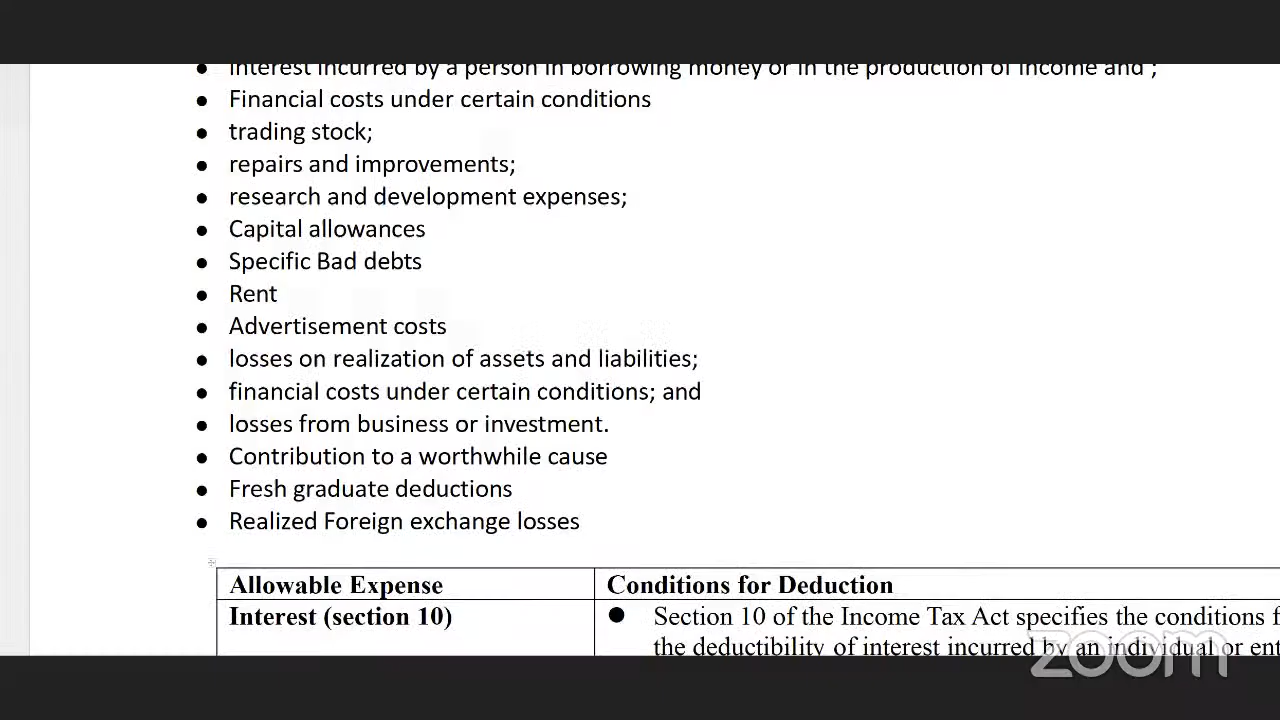 ● interest incurred by a person in borrowing money or in the production of income and ;
● Financial costs under certain conditions
● trading stock;
● repairs and improvements;
● research and development expenses;
● Capital allowances
● Specific Bad debts
● Rent
● Advertisement costs
● losses on realization of assets and liabilities;
● financial costs under certain conditions; and
● losses from business or investment.
● Contribution to a worthwhile cause
● Fresh graduate deductions
● Realized Foreign exchange losses
Allowable Expense Conditions for Deduction
Interest (section 10) ● Section 10 of the Income Tax Act specifies the conditions
the deductibility of interest incurred by an individual or
zoom